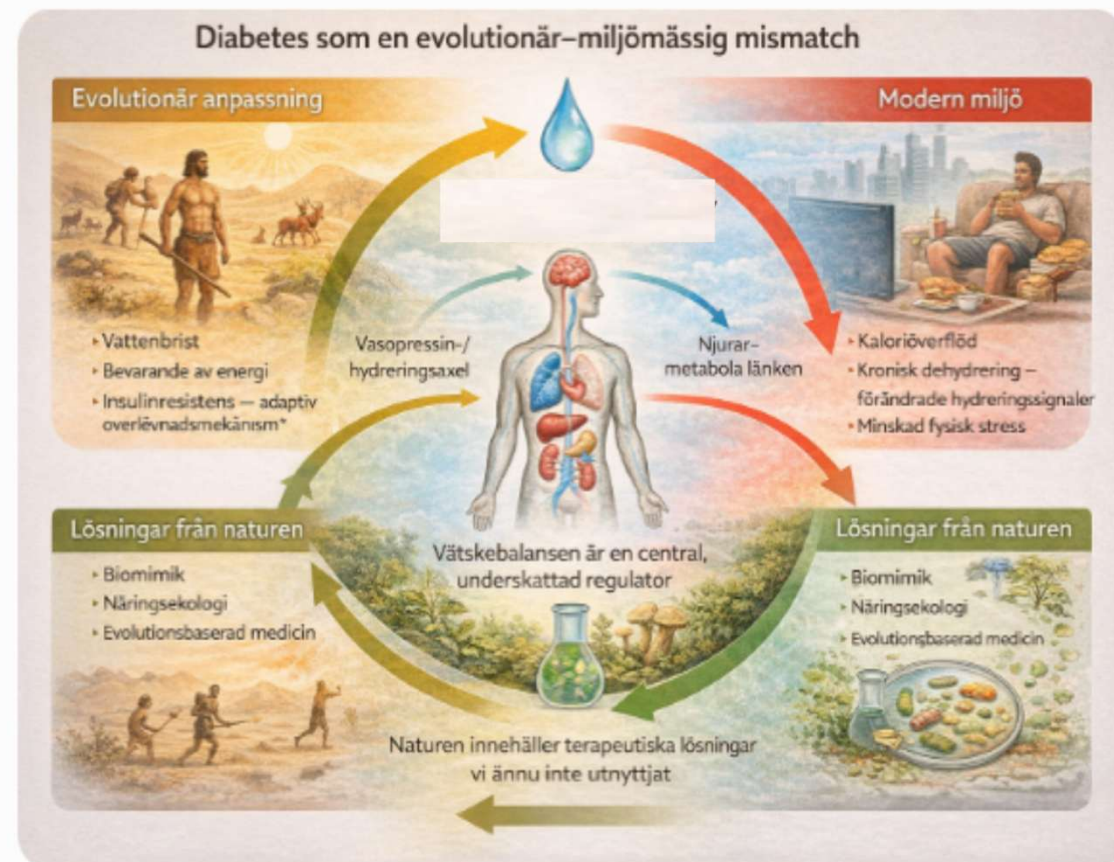 Diabetes som en evolutionär–miljömässig mismatch
Evolutionär anpassning
Modern miljö
▸ Vattenbrist
▸ Bevarande av energi
▸ Insulinresistens — adaptiv
overlėvnadsmekånism*
Vasopressin-/
hydreringsaxel
Njurar–
metabola länken
▸ Kaloriöverflöd
▸ Kronisk dehydrering –
förändrade hydreringssignaler
▸ Minskad fysisk stress
Lösningar från naturen
▸ Biomimik
▸ Näringsekologi
▸ Evolutionsbaserad medicin
Vätskebalansen är en central,
underskattad regulator
Lösningar från naturen
▸ Biomimik
▸ Näringsekologi
▸ Evolutionsbaserad medicin
Naturen innehäller terapeutiska lösningar
vi ännu inte utnyttjat